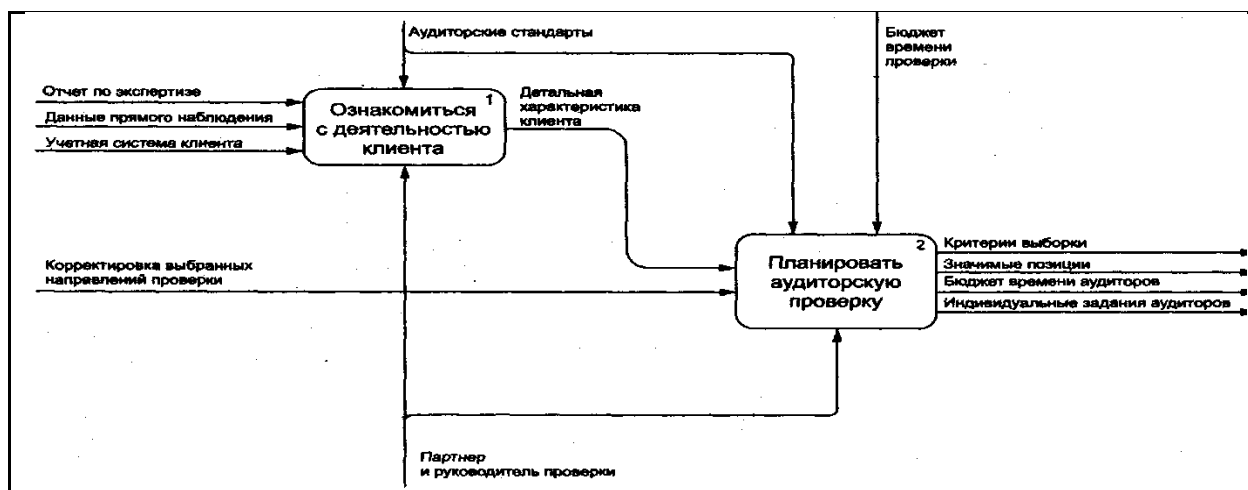 Аудиторские стандарты
Бюджет
времени
проверки
Отчет по экспертизе
Данные прямого наблюдения
Учетная система клиента
1
Ознакомиться
с деятельностью
клиента
Детальная
характеристика
клиента
Корректировка выбранных
направлений проверки
2
Планировать
аудиторскую
проверку
Критерии выборки
Значимые позиции
Бюджет времени аудиторов
Индивидуальные задания аудиторов
Партнер
и руководитель проверки